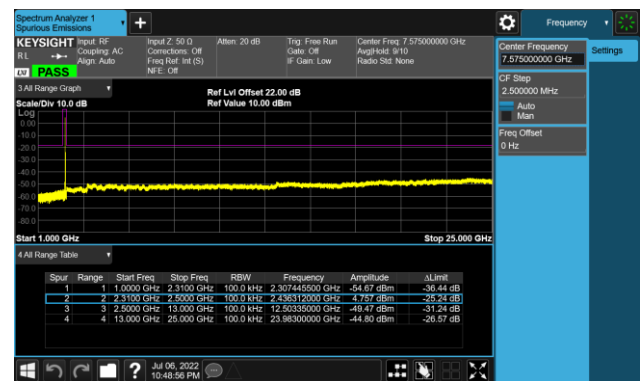 Spectrum Analyzer 1
Spurious Emissions
Frequency
KEYSIGHT Input: RF
RL
Coupling: AC
Align: Auto
Input Z: 50 Ω
Corrections: Off
Freq Ref: Int (S)
NFE: Off
Atten: 20 dB
Trig: Free Run
Gate: Off
IF Gain: Low
Center Freq: 7.575000000 GHz
Avg|Hold: 9/10
Radio Std: None
LXI PASS
Center Frequency
7.575000000 GHz
Settings
CF Step
2.500000 MHz
Auto
Man
Freq Offset
0 Hz
3 All Range Graph
Scale/Div 10.0 dB
Ref Lvl Offset 22.00 dB
Ref Value 10.00 dBm
Log
0.00
-10.0
-20.0
-30.0
-40.0
-50.0
-60.0
-70.0
-80.0
Start 1.000 GHz
Stop 25.000 GHz
4 All Range Table
Spur Range Start Freq Stop Freq RBW Frequency Amplitude ΔLimit
1 1 1.0000 GHz 2.3100 GHz 100.0 kHz 2.307445500 GHz -54.67 dBm -36.44 dB
2 2 2.3100 GHz 2.5000 GHz 100.0 kHz 2.436312000 GHz 4.757 dBm -25.24 dB
3 3 2.5000 GHz 13.000 GHz 100.0 kHz 12.50335000 GHz -49.47 dBm -31.24 dB
4 4 13.000 GHz 25.000 GHz 100.0 kHz 23.98300000 GHz -44.80 dBm -26.57 dB
Jul 06, 2022
10:48:56 PM